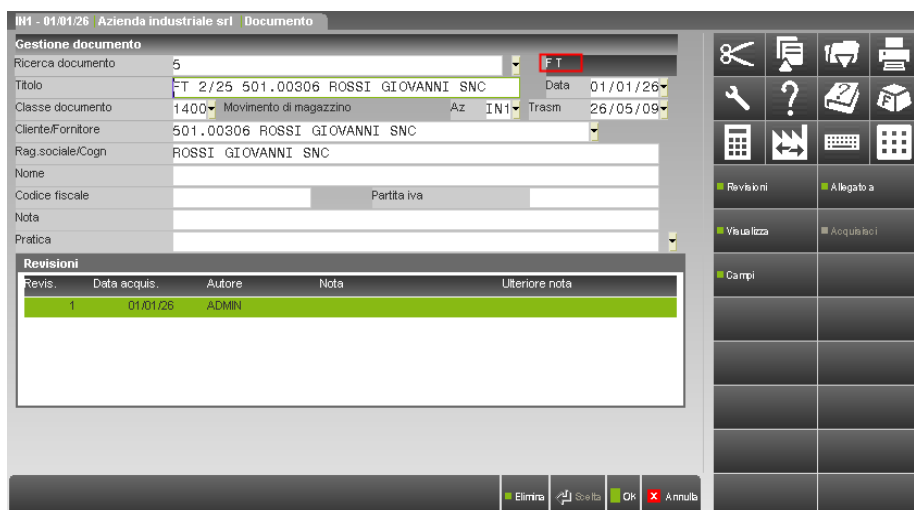 IN1 - 01/01/26 Azienda industriale srl Documento
Gestione documento
Ricerca documento 5 F T
Titolo FT 2/25 501.00306 ROSSI GIOVANNI SNC Data 01/01/26
Classe documento 1400 Movimento di magazzino Az IN1 Trasm 26/05/09
Cliente/Fornitore 501.00306 ROSSI GIOVANNI SNC
Rag.sociale/Cogn ROSSI GIOVANNI SNC
Nome
Codice fiscale Partita iva
Nota
Pratica
Revisioni
Revis. Data acquis. Autore Nota Ulteriore nota
1 01/01/26 ADMIN
Revisioni Allegato a
Visualizza Acquisisci
Campi
Elimina Scelta OK X Annulla